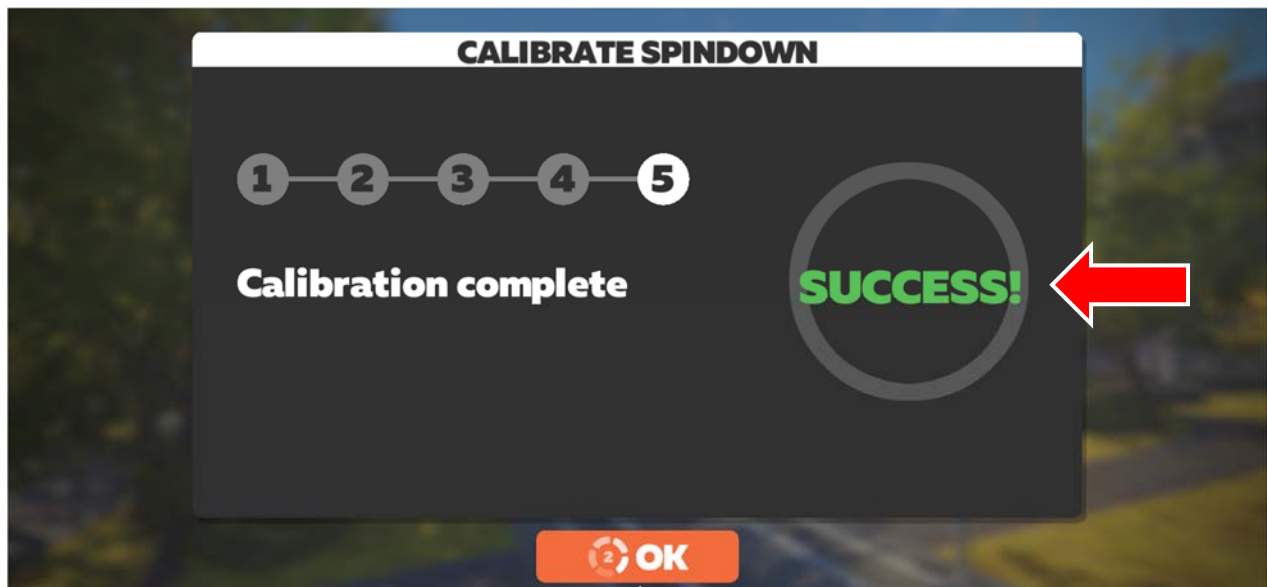 CALIBRATE SPINDOWN
1 2 3 4 5
Calibration complete
SUCCESS!
2 OK